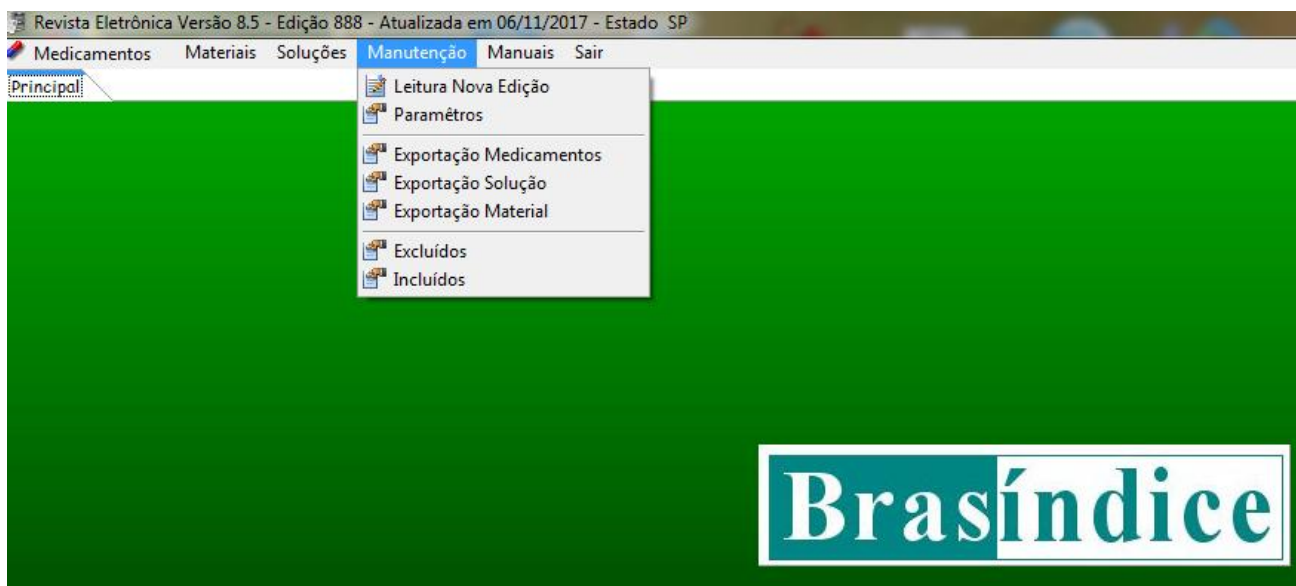 Revista Eletrônica Versão 8.5 - Edição 888 - Atualizada em 06/11/2017 - Estado SP
Medicamentos Materiais Soluções Manutenção Manuais Sair
Principal
Leitura Nova Edição
Paramêtros
Exportação Medicamentos
Exportação Solução
Exportação Material
Excluídos
Incluídos
Brasíndice